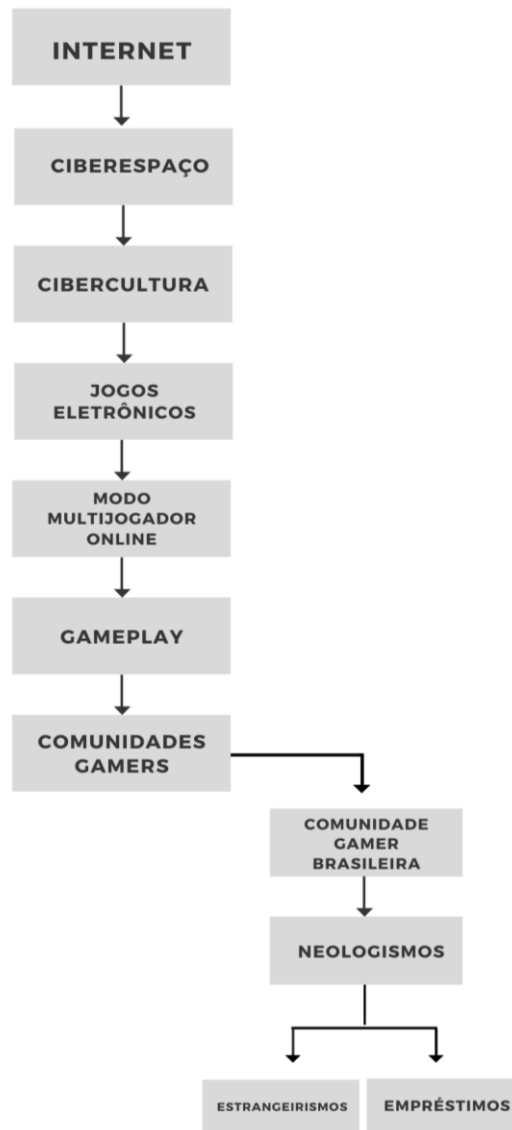 INTERNET
CIBERESPAÇO
CIBERCULTURA
JOGOS
ELETRÔNICOS
MODO
MULTIJOGADOR
ONLINE
GAMEPLAY
COMUNIDADES
GAMERS
COMUNIDADE
GAMER
BRASILEIRA
NEOLOGISMOS
ESTRANGEIRISMOS
EMPRÉSTIMOS